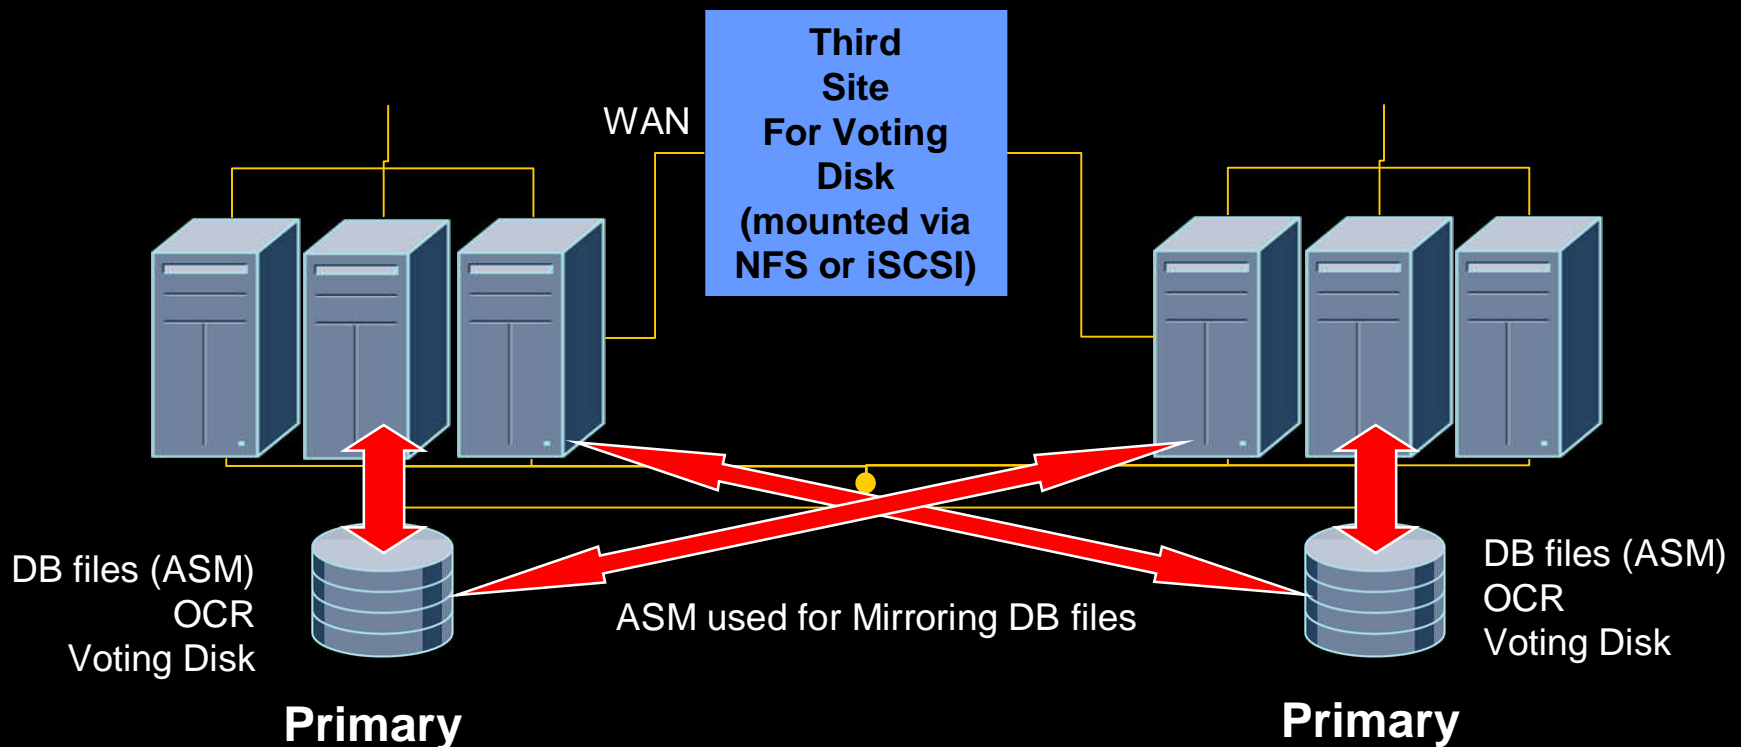 Third
Site
For Voting
Disk
(mounted via
NFS or iSCSI)
WAN
DB files (ASM)
OCR
Voting Disk
ASM used for Mirroring DB files
DB files (ASM)
OCR
Voting Disk
Primary
Primary